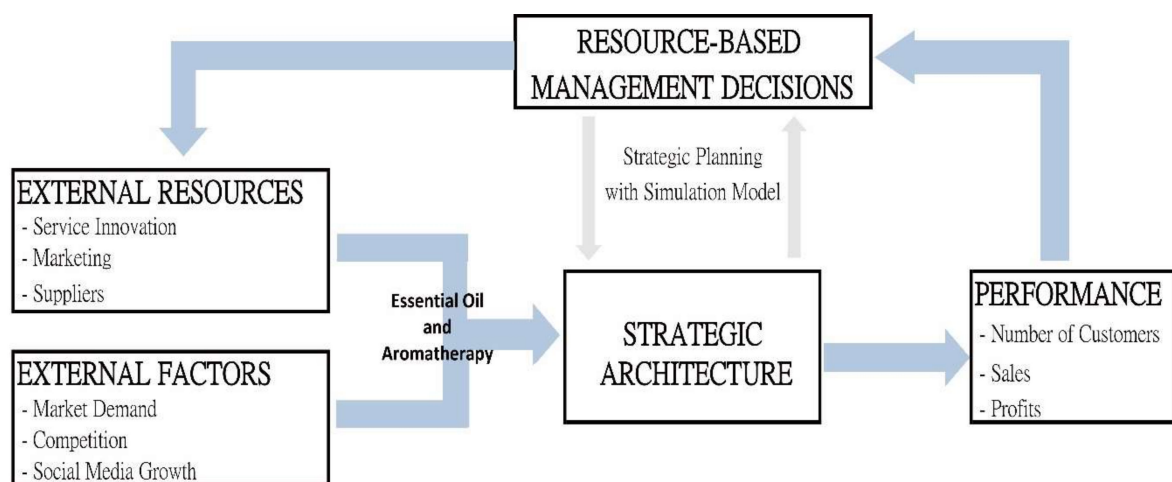 RESOURCE-BASED
MANAGEMENT DECISIONS
Strategic Planning
with Simulation Model
EXTERNAL RESOURCES
- Service Innovation
- Marketing
- Suppliers
Essential Oil
and
Aromatherapy
EXTERNAL FACTORS
- Market Demand
- Competition
- Social Media Growth
STRATEGIC
ARCHITECTURE
PERFORMANCE
- Number of Customers
- Sales
- Profits